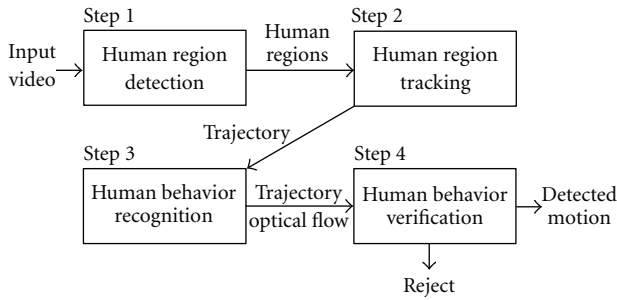 Step 1
Input
video
Human region
detection
Human
regions
Step 2
Human region
tracking
Trajectory
Step 3
Human behavior
recognition
Trajectory
optical flow
Step 4
Human behavior
verification
Detected
motion
Reject